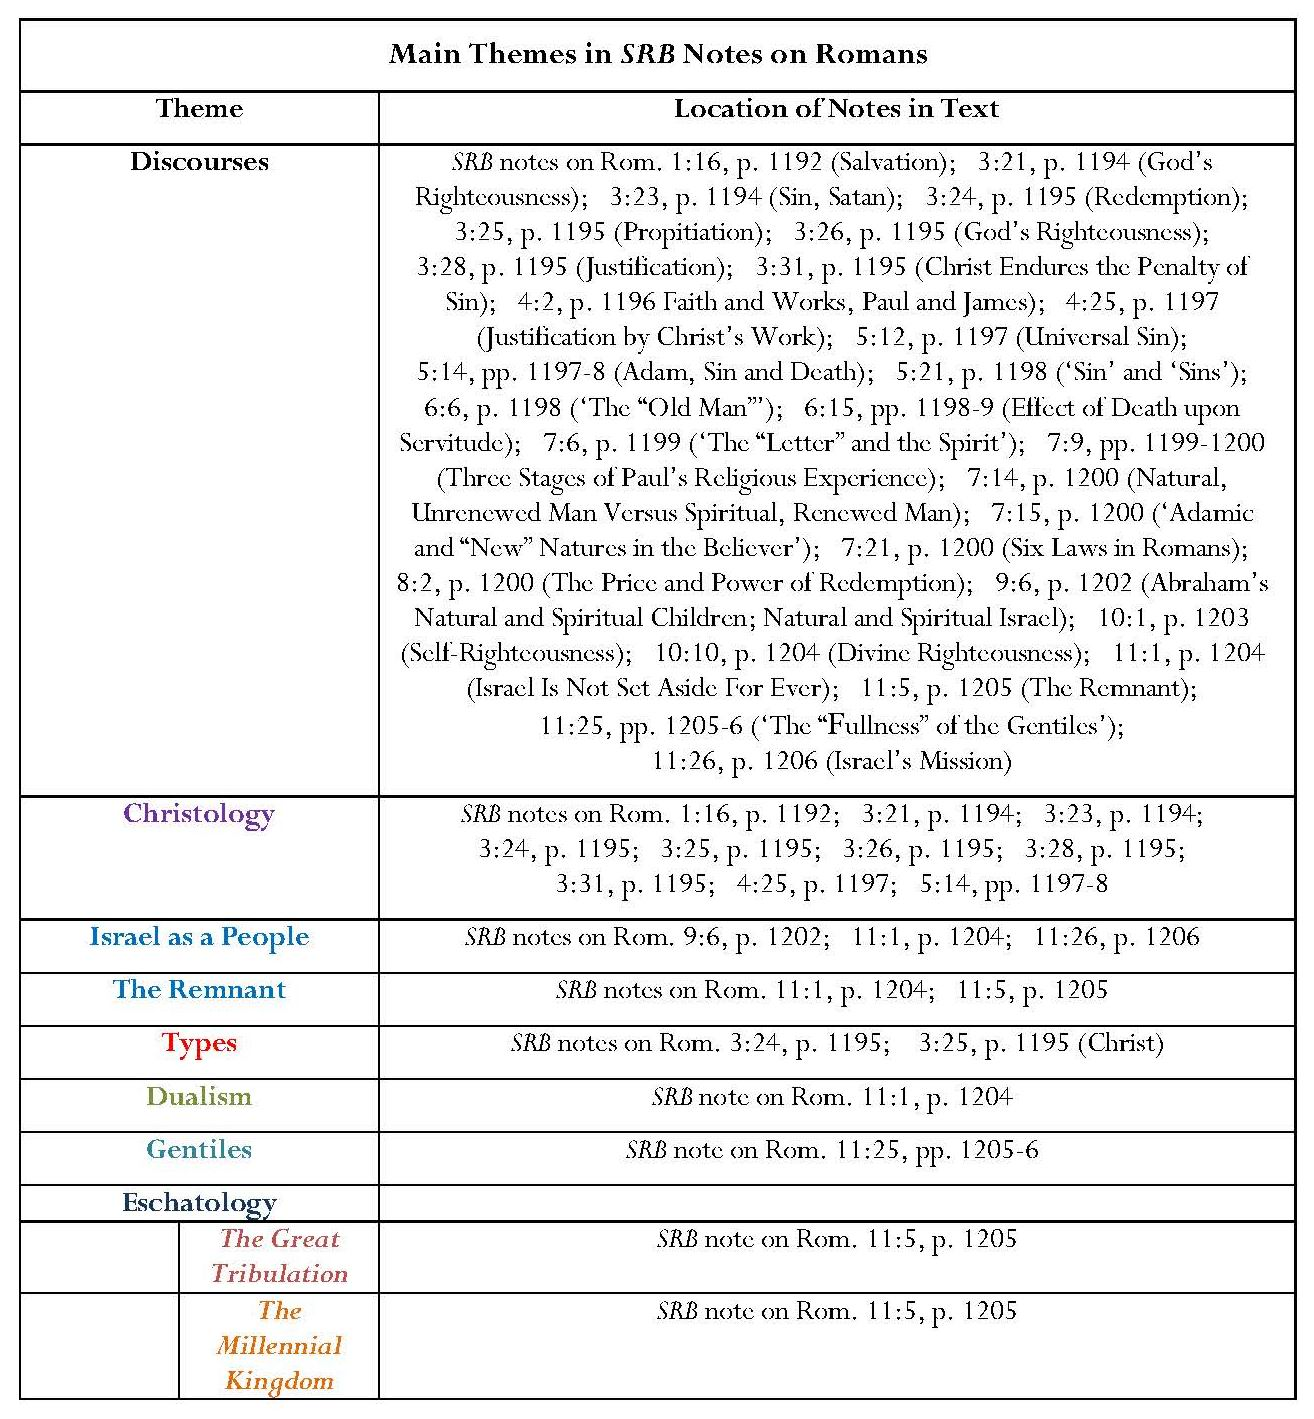 Main Themes in SRB Notes on Romans
Theme
Location of Notes in Text
Discourses
SRB notes on Rom. 1:16, p. 1192 (Salvation); 3:21, p. 1194 (God’s
Righteousness); 3:23, p. 1194 (Sin, Satan); 3:24, p. 1195 (Redemption);
3:25, p. 1195 (Propitiation); 3:26, p. 1195 (God’s Righteousness);
3:28, p. 1195 (Justification); 3:31, p. 1195 (Christ Endures the Penalty of
Sin); 4:2, p. 1196 Faith and Works, Paul and James); 4:25, p. 1197
(Justification by Christ’s Work); 5:12, p. 1197 (Universal Sin);
5:14, pp. 1197-8 (Adam, Sin and Death); 5:21, p. 1198 (‘Sin’ and ‘Sins’);
6:6, p. 1198 (‘The “Old Man”’); 6:15, pp. 1198-9 (Effect of Death upon
Servitude); 7:6, p. 1199 (‘The “Letter” and the Spirit’); 7:9, pp. 1199-1200
(Three Stages of Paul’s Religious Experience); 7:14, p. 1200 (Natural,
Unrenewed Man Versus Spiritual, Renewed Man); 7:15, p. 1200 (‘Adamic
and “New” Natures in the Believer’); 7:21, p. 1200 (Six Laws in Romans);
8:2, p. 1200 (The Price and Power of Redemption); 9:6, p. 1202 (Abraham’s
Natural and Spiritual Children; Natural and Spiritual Israel); 10:1, p. 1203
(Self-Righteousness); 10:10, p. 1204 (Divine Righteousness); 11:1, p. 1204
(Israel Is Not Set Aside For Ever); 11:5, p. 1205 (The Remnant);
11:25, pp. 1205-6 (‘The “Fullness” of the Gentiles’);
11:26, p. 1206 (Israel’s Mission)
Christology
SRB notes on Rom. 1:16, p. 1192; 3:21, p. 1194; 3:23, p. 1194;
3:24, p. 1195; 3:25, p. 1195; 3:26, p. 1195; 3:28, p. 1195;
3:31, p. 1195; 4:25, p. 1197; 5:14, pp. 1197-8
Israel as a People
SRB notes on Rom. 9:6, p. 1202; 11:1, p. 1204; 11:26, p. 1206
The Remnant
SRB notes on Rom. 11:1, p. 1204; 11:5, p. 1205
Types
SRB notes on Rom. 3:24, p. 1195; 3:25, p. 1195 (Christ)
Dualism
SRB note on Rom. 11:1, p. 1204
Gentiles
SRB note on Rom. 11:25, pp. 1205-6
Eschatology
The Great
Tribulation
SRB note on Rom. 11:5, p. 1205
The
Millennial
Kingdom
SRB note on Rom. 11:5, p. 1205